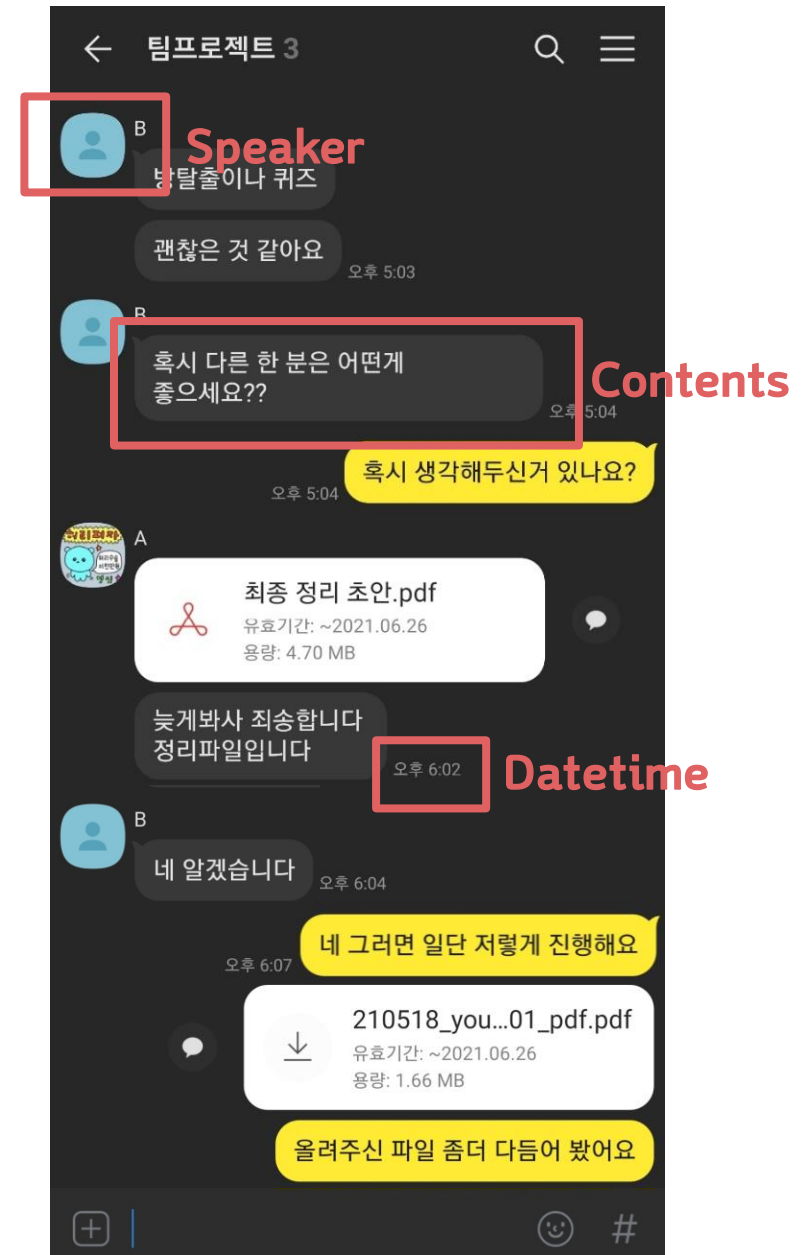 팀프로젝트 3
B
Speaker
방탈출이나 퀴즈
괜찮은 것 같아요
오후 5:03
B
혹시 다른 한 분은 어떤게
좋으세요??
Contents
오후 5:04
혹시 생각해두신거 있나요?
오후 5:04
A
최종 정리 초안.pdf
유효기간: ~2021.06.26
용량: 4.70 MB
늦게봐사 죄송합니다
정리파일입니다
오후 6:02
Datetime
B
네 알겠습니다
오후 6:04
네 그러면 일단 저렇게 진행해요
오후 6:07
210518_you...01_pdf.pdf
유효기간: ~2021.06.26
용량: 1.66 MB
올려주신 파일 좀더 다듬어 봤어요
#